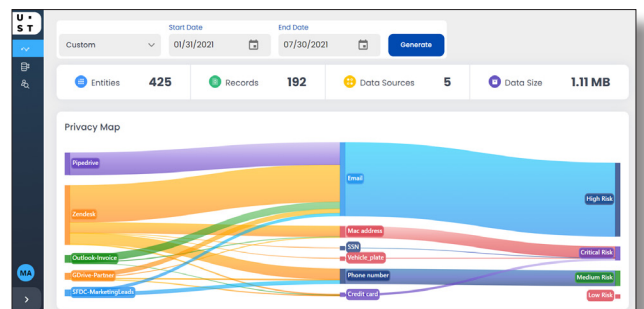 U •
ST
Start Date
End Date
Custom
01/31/2021
07/30/2021
Generate
Entities
425
Records
192
Data Sources
5
Data Size
1.11 MB
Privacy Map
Pipedrive
Email
High Risk
Zendesk
Mac address
SSN
Critical Risk
Outlook-Invoice
Vehicle_plate
GDrive-Partner
Phone number
Medium Risk
SFDC-MarketingLeads
Credit card
Low Risk
MA